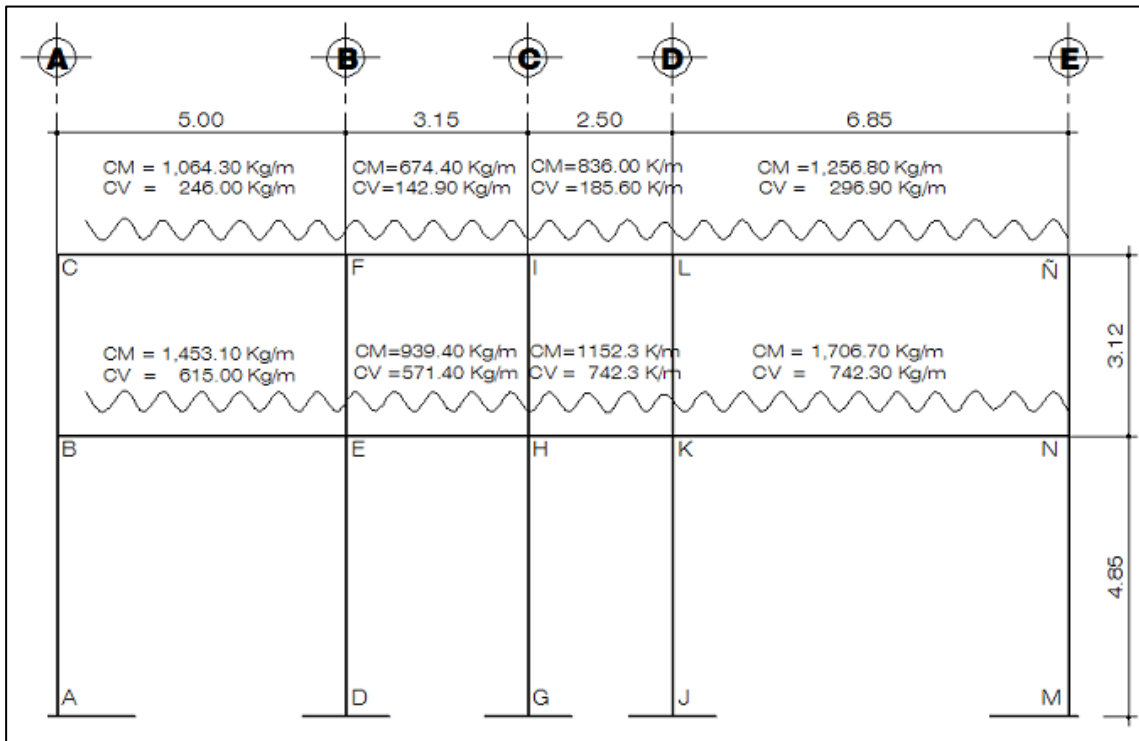 A B C D E
5.00 3.15 2.50 6.85
CM = 1,064.30 Kg/m CM=674.40 Kg/m CM=836.00 K/m CM = 1,256.80 Kg/m
CV = 246.00 Kg/m CV=142.90 Kg/m CV =185.60 K/m CV = 296.90 Kg/m
C F I L Ñ
3.12
CM = 1,453.10 Kg/m CM=939.40 Kg/m CM=1152.3 K/m CM = 1,706.70 Kg/m
CV = 615.00 Kg/m CV =571.40 Kg/m CV = 742.3 K/m CV = 742.30 Kg/m
B E H K N
4.85
A D G J M